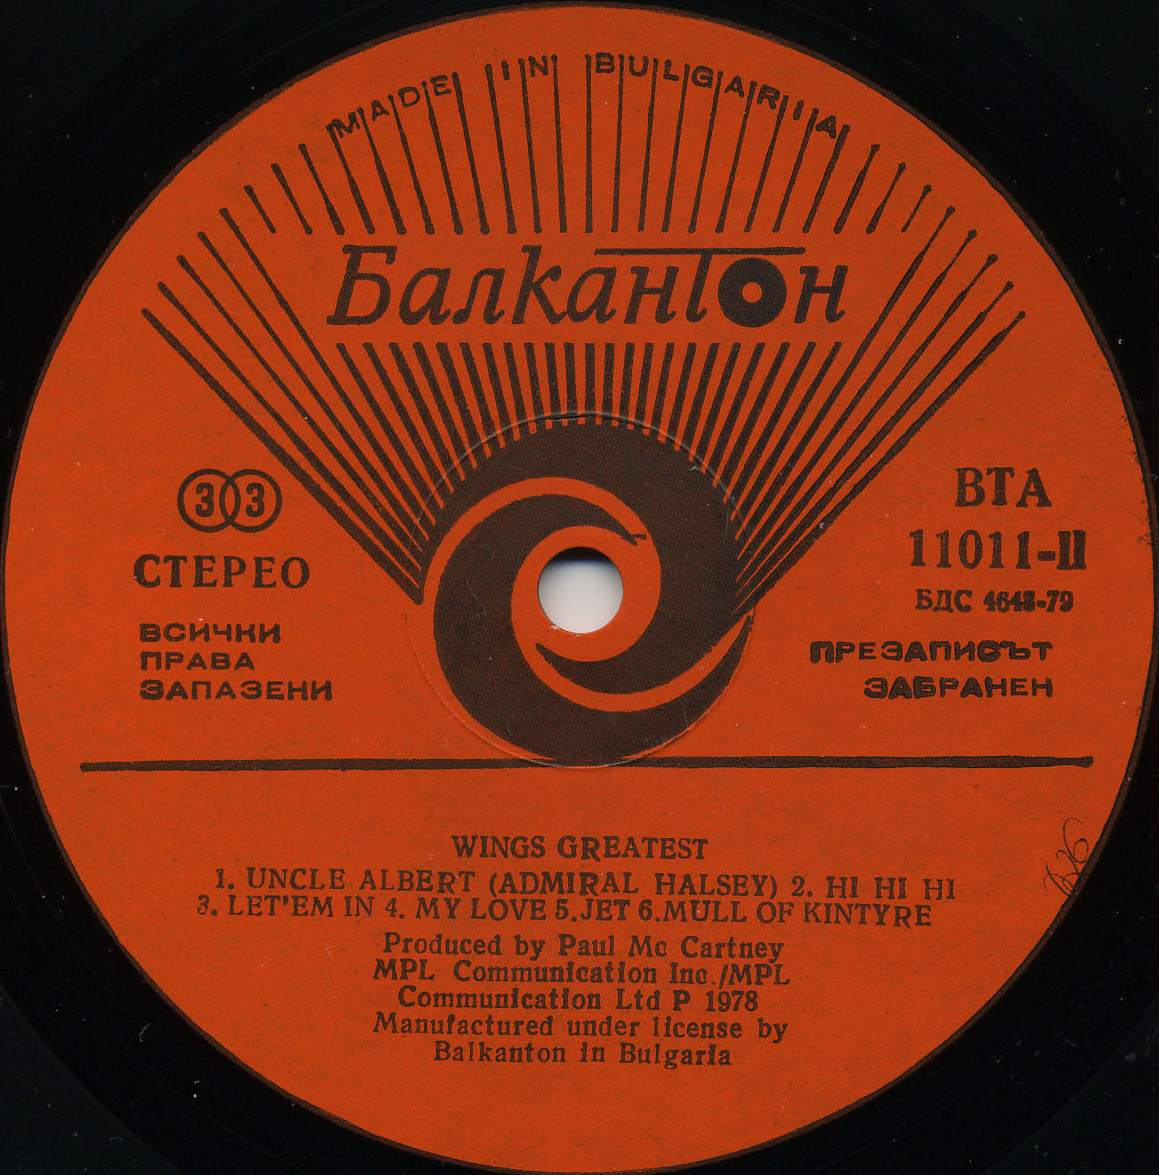 MADE IN BULGARIA
Балкантон
33
СТЕРЕО
ВСИЧКИ
ПРАВА
ЗАПАЗЕНИ
ВТА
11011-II
БДС 4648-79
ПРЕЗАПИСЪТ
ЗАБРАНЕН
WINGS GREATEST
1. UNCLE ALBERT (ADMIRAL HALSEY) 2. HI HI HI
3. LET'EM IN 4. MY LOVE 5. JET 6. MULL OF KINTYRE
Produced by Paul Mc Cartney
MPL Communication Inc./MPL
Communication Ltd P 1978
Manufactured under license by
Balkanton in Bulgaria